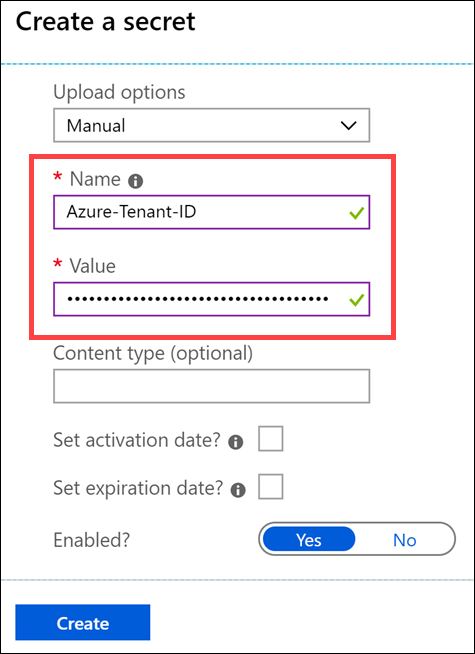 Create a secret
Upload options
Manual
* Name
Azure-Tenant-ID
* Value
••••••••••••••••••••••••••••••••••••
Content type (optional)
Set activation date?
Set expiration date?
Enabled?
Yes No
Create